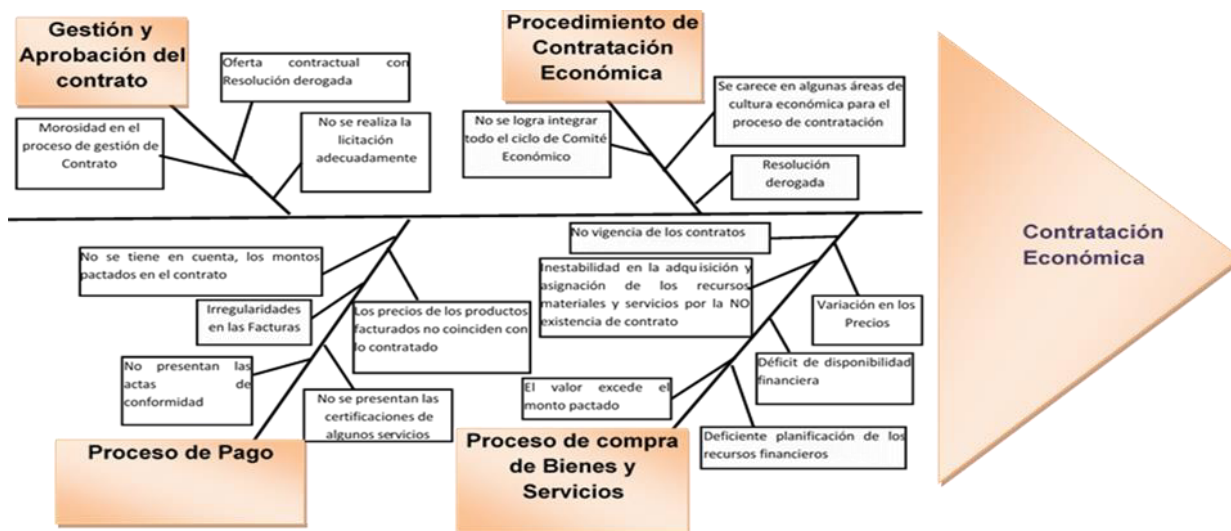 Gestión y
Aprobación del
contrato
Oferta contractual con
Resolución derogada
Morosidad en el
proceso de gestión de
Contrato
No se realiza la
licitación
adecuadamente
Procedimiento de
Contratación
Económica
No se logra integrar
todo el ciclo de Comité
Económico
Se carece en algunas áreas de
cultura económica para el
proceso de contratación
Resolución
derogada
Contratación
Económica
No se tiene en cuenta, los montos
pactados en el contrato
Irregularidades
en las Facturas
Los precios de los productos
facturados no coinciden con
lo contratado
No presentan las
actas de
conformidad
No se presentan las
certificaciones de
algunos servicios
Proceso de Pago
No vigencia de los contratos
Inestabilidad en la adquisición y
asignación de los recursos
materiales y servicios por la NO
existencia de contrato
Variación en los
Precios
Déficit de disponibilidad
financiera
El valor excede el
monto pactado
Deficiente planificación de los
recursos financieros
Proceso de compra
de Bienes y
Servicios